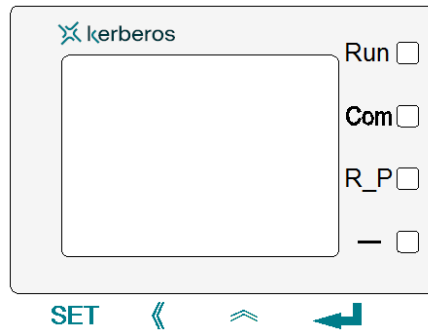 kerberos
Run
Com
R_P
—
SET